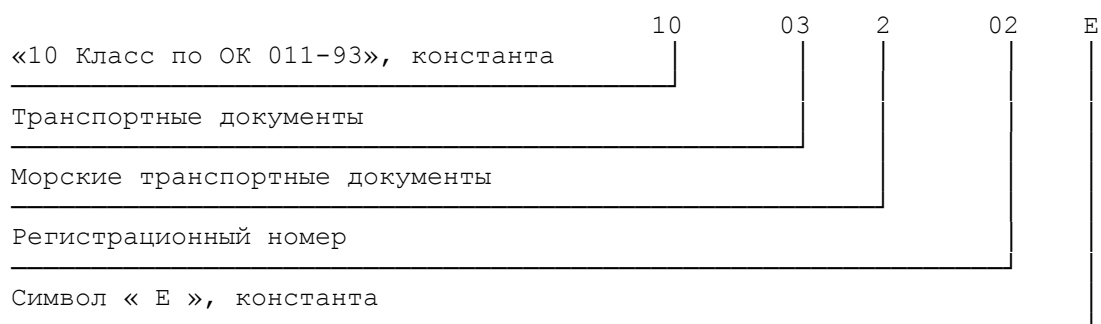 10 03 2 02 Е
«10 Класс по ОК 011-93», константа
Транспортные документы
Морские транспортные документы
Регистрационный номер
Символ « Е », константа